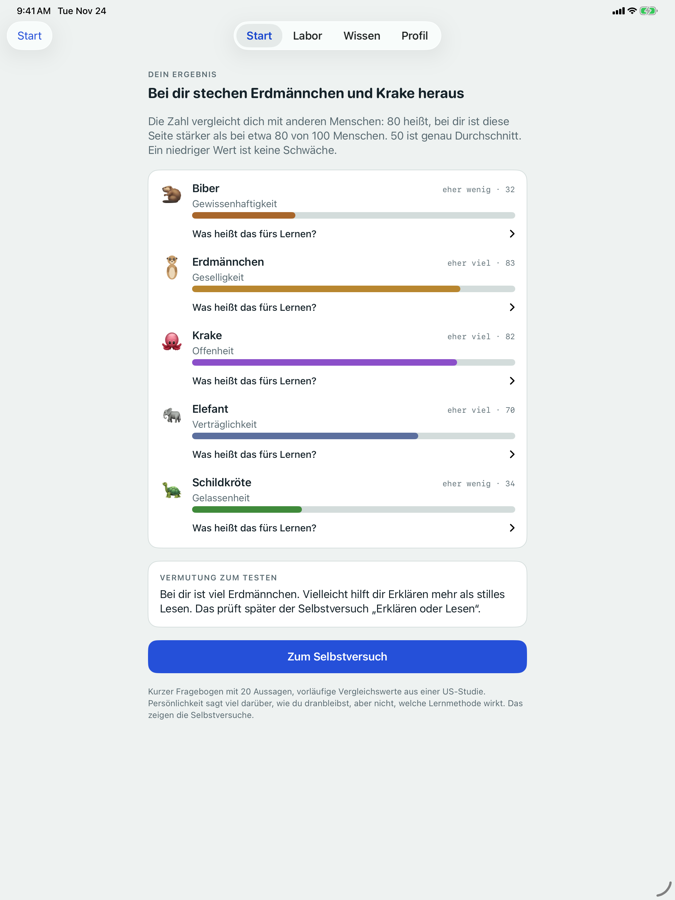 9:41 AM Tue Nov 24
Start
Start Labor Wissen Profil
DEIN ERGEBNIS
Bei dir stechen Erdmännchen und Krake heraus
Die Zahl vergleicht dich mit anderen Menschen: 80 heißt, bei dir ist diese
Seite stärker als bei etwa 80 von 100 Menschen. 50 ist genau Durchschnitt.
Ein niedriger Wert ist keine Schwäche.
Biber eher wenig · 32
Gewissenhaftigkeit
Was heißt das fürs Lernen?
Erdmännchen eher viel · 83
Geselligkeit
Was heißt das fürs Lernen?
Krake eher viel · 82
Offenheit
Was heißt das fürs Lernen?
Elefant eher viel · 70
Verträglichkeit
Was heißt das fürs Lernen?
Schildkröte eher wenig · 34
Gelassenheit
Was heißt das fürs Lernen?
VERMUTUNG ZUM TESTEN
Bei dir ist viel Erdmännchen. Vielleicht hilft dir Erklären mehr als stilles
Lesen. Das prüft später der Selbstversuch „Erklären oder Lesen“.
Zum Selbstversuch
Kurzer Fragebogen mit 20 Aussagen, vorläufige Vergleichswerte aus einer US-Studie.
Persönlichkeit sagt viel darüber, wie du dranbleibst, aber nicht, welche Lernmethode wirkt. Das
zeigen die Selbstversuche.